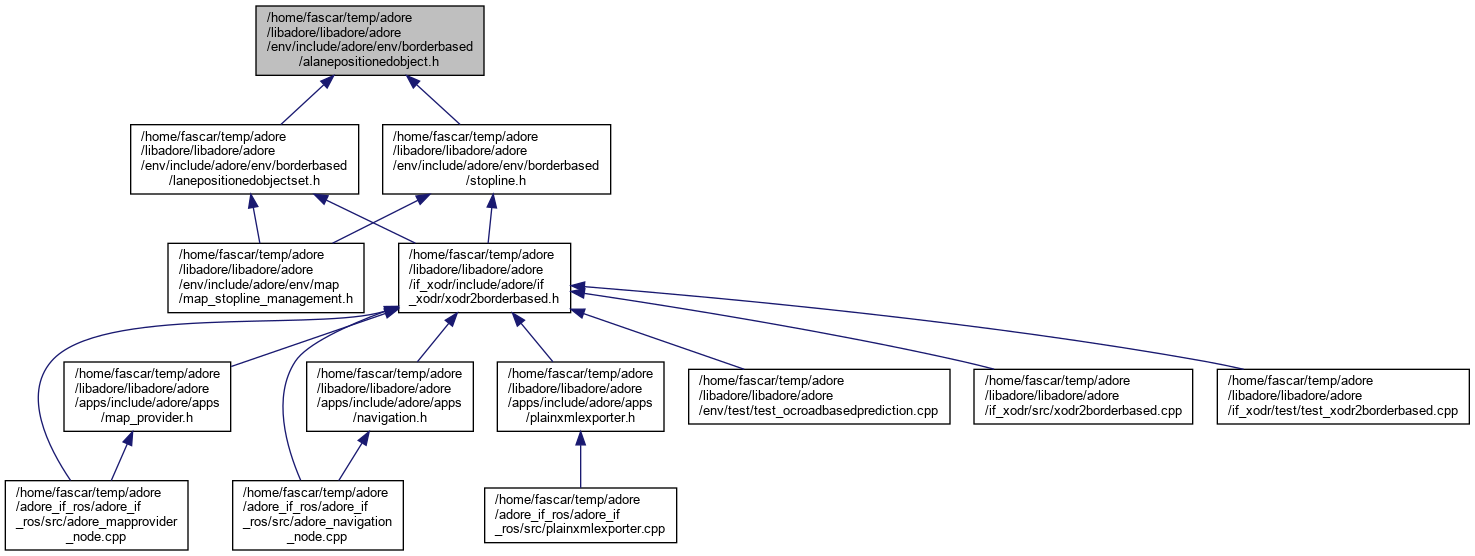 /home/fascar/temp/adore
/libadore/libadore/adore
/env/include/adore/env/borderbased
/alanepositionedobject.h
/home/fascar/temp/adore
/libadore/libadore/adore
/env/include/adore/env/borderbased
/lanepositionedobjectset.h
/home/fascar/temp/adore
/libadore/libadore/adore
/env/include/adore/env/borderbased
/stopline.h
/home/fascar/temp/adore
/libadore/libadore/adore
/env/include/adore/env/map
/map_stopline_management.h
/home/fascar/temp/adore
/libadore/libadore/adore
/if_xodr/include/adore/if
_xodr/xodr2borderbased.h
/home/fascar/temp/adore
/libadore/libadore/adore
/apps/include/adore/apps
/map_provider.h
/home/fascar/temp/adore
/libadore/libadore/adore
/apps/include/adore/apps
/navigation.h
/home/fascar/temp/adore
/libadore/libadore/adore
/apps/include/adore/apps
/plainxmlexporter.h
/home/fascar/temp/adore
/libadore/libadore/adore
/env/test/test_ocroadbasedprediction.cpp
/home/fascar/temp/adore
/libadore/libadore/adore
/if_xodr/src/xodr2borderbased.cpp
/home/fascar/temp/adore
/libadore/libadore/adore
/if_xodr/test/test_xodr2borderbased.cpp
/home/fascar/temp/adore
/adore_if_ros/adore_if
_ros/src/adore_mapprovider
_node.cpp
/home/fascar/temp/adore
/adore_if_ros/adore_if
_ros/src/adore_navigation
_node.cpp
/home/fascar/temp/adore
/adore_if_ros/adore_if
_ros/src/plainxmlexporter.cpp